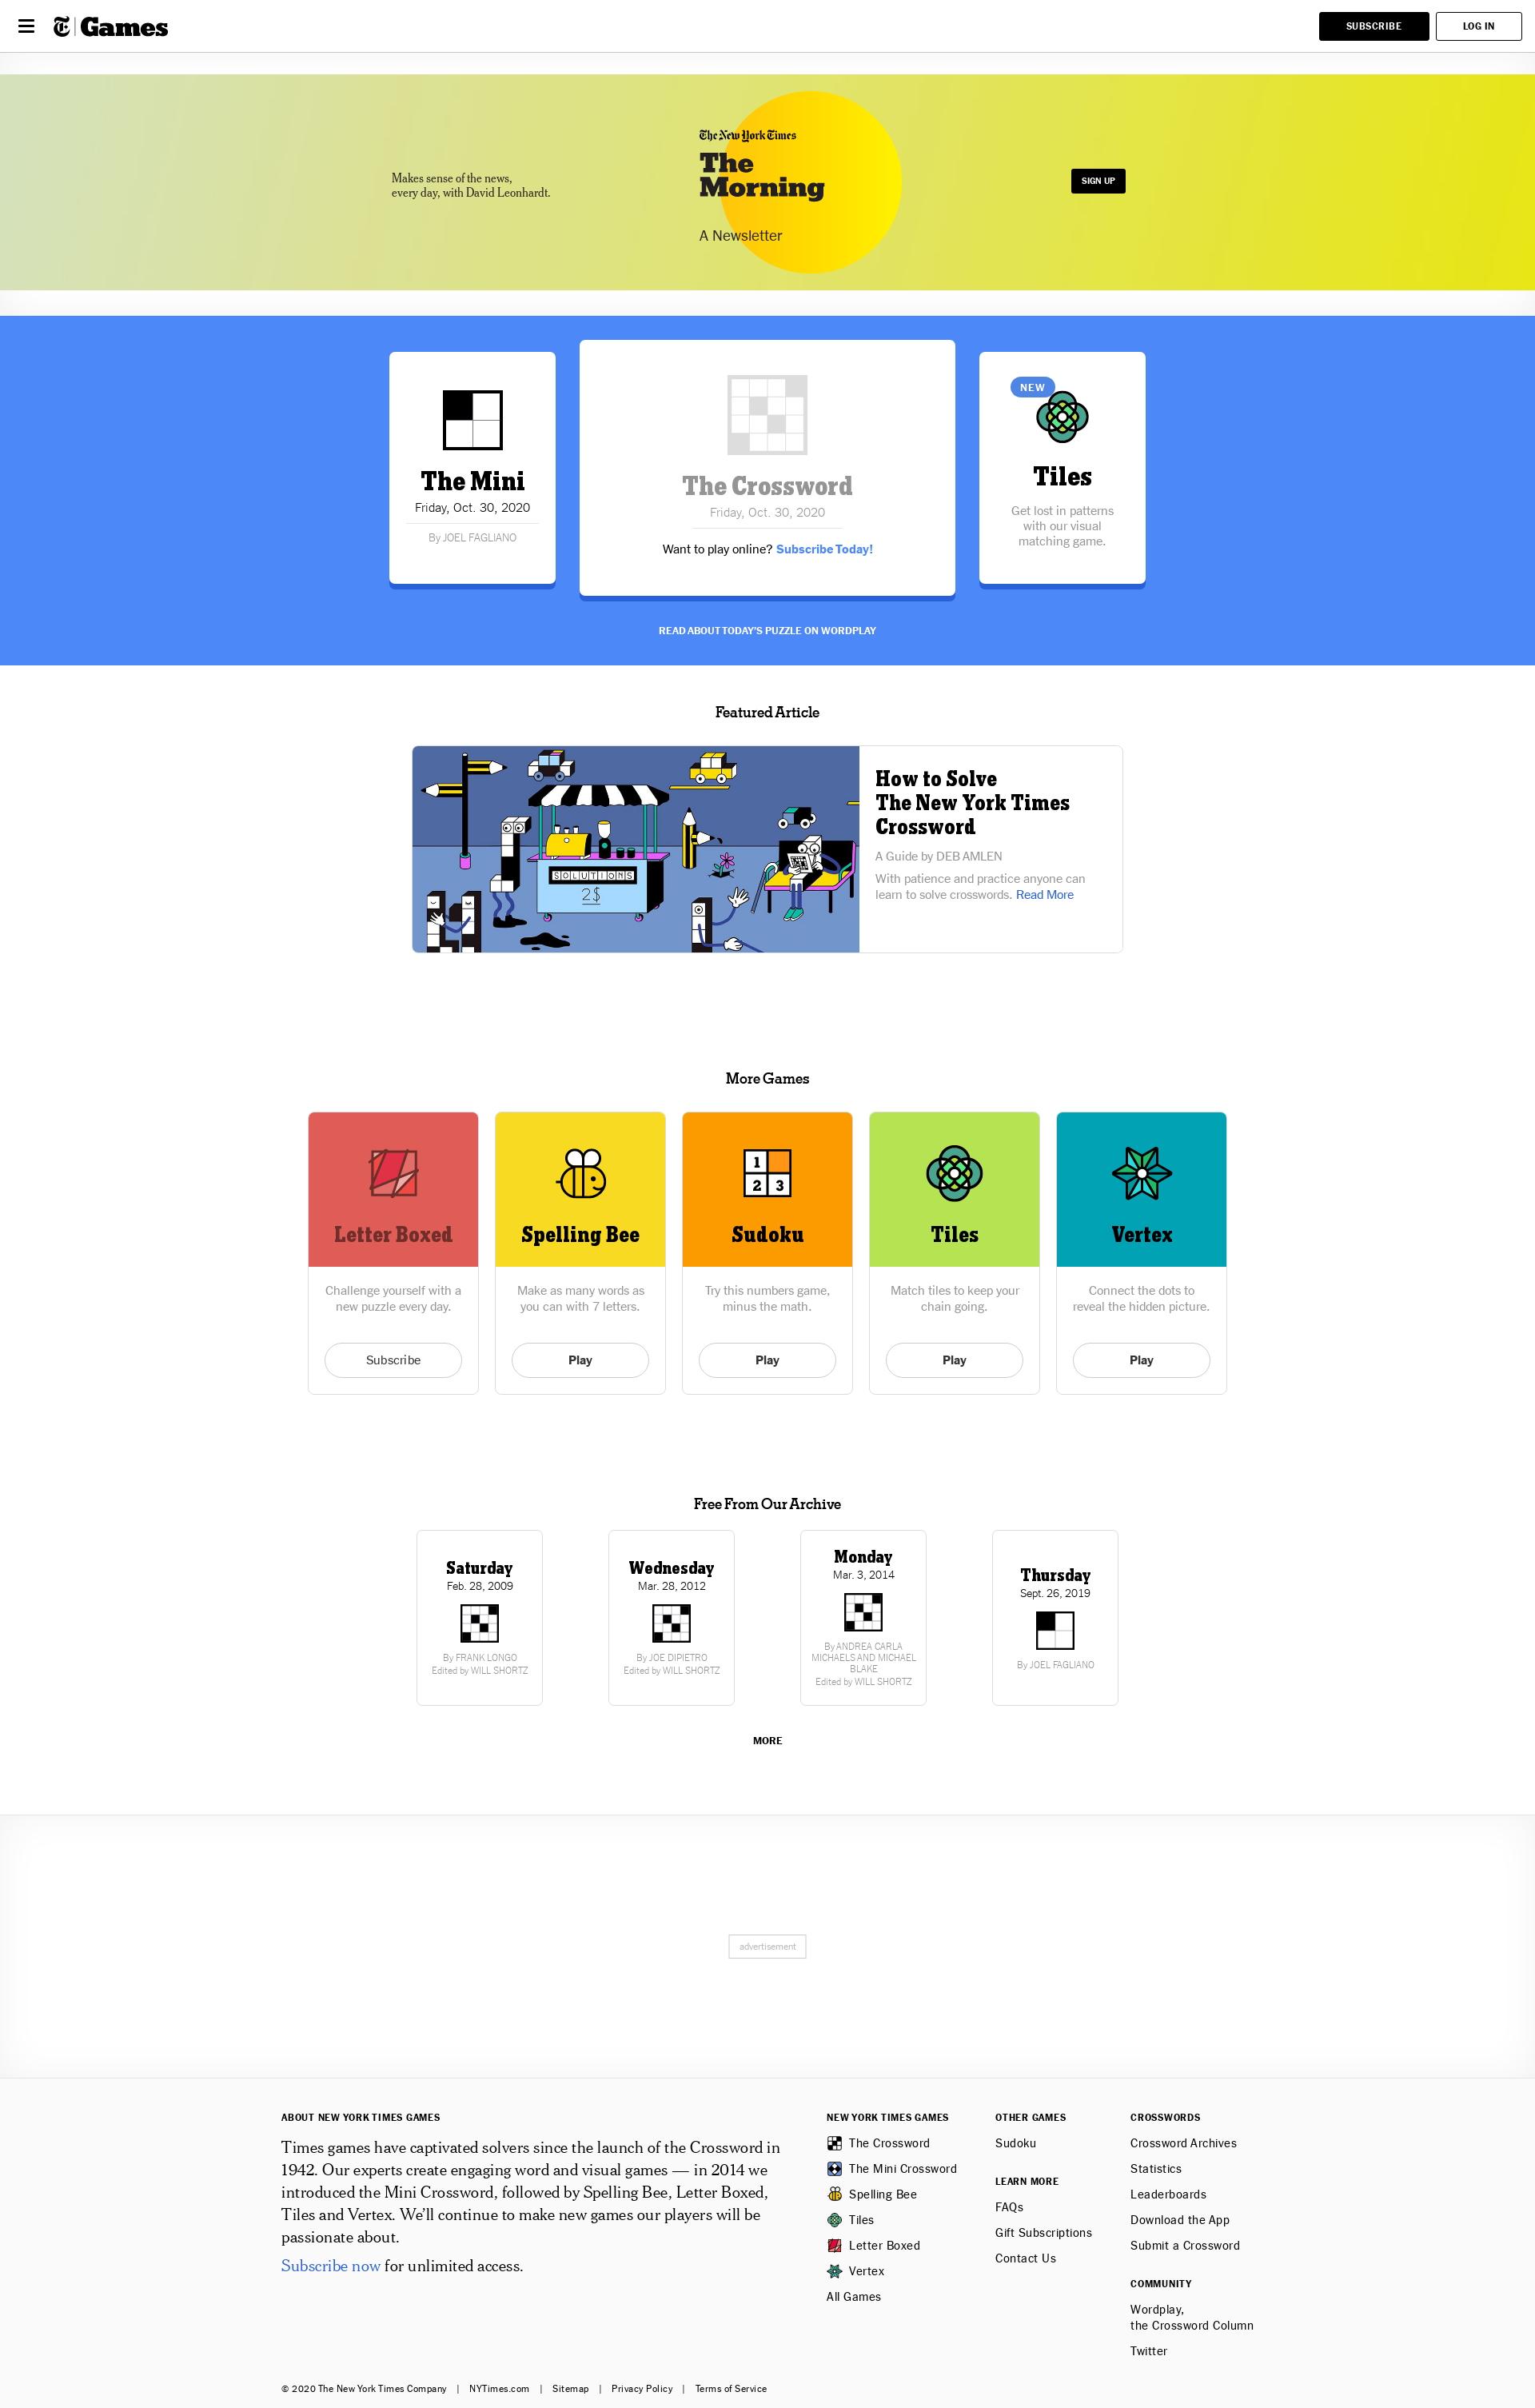 Games
SUBSCRIBE
LOG IN
Makes sense of the news,
every day, with David Leonhardt.
The New York Times
The
Morning
A Newsletter
SIGN UP
The Mini
Friday, Oct. 30, 2020
By JOEL FAGLIANO
The Crossword
Friday, Oct. 30, 2020
Want to play online? Subscribe Today!
NEW
Tiles
Get lost in patterns
with our visual
matching game.
READ ABOUT TODAY'S PUZZLE ON WORDPLAY
Featured Article
SOLUTIONS
2$
How to Solve
The New York Times
Crossword
A Guide by DEB AMLEN
With patience and practice anyone can
learn to solve crosswords. Read More
More Games
Letter Boxed
Challenge yourself with a
new puzzle every day.
Subscribe
Spelling Bee
Make as many words as
you can with 7 letters.
Play
1
2 3
Sudoku
Try this numbers game,
minus the math.
Play
Tiles
Match tiles to keep your
chain going.
Play
Vertex
Connect the dots to
reveal the hidden picture.
Play
Free From Our Archive
Saturday
Feb. 28, 2009
By FRANK LONGO
Edited by WILL SHORTZ
Wednesday
Mar. 28, 2012
By JOE DIPIETRO
Edited by WILL SHORTZ
Monday
Mar. 3, 2014
By ANDREA CARLA
MICHAELS AND MICHAEL
BLAKE
Edited by WILL SHORTZ
Thursday
Sept. 26, 2019
By JOEL FAGLIANO
MORE
advertisement
ABOUT NEW YORK TIMES GAMES
Times games have captivated solvers since the launch of the Crossword in
1942. Our experts create engaging word and visual games — in 2014 we
introduced the Mini Crossword, followed by Spelling Bee, Letter Boxed,
Tiles and Vertex. We'll continue to make new games our players will be
passionate about.
Subscribe now for unlimited access.
NEW YORK TIMES GAMES
The Crossword
The Mini Crossword
Spelling Bee
Tiles
Letter Boxed
Vertex
All Games
OTHER GAMES
Sudoku
LEARN MORE
FAQs
Gift Subscriptions
Contact Us
CROSSWORDS
Crossword Archives
Statistics
Leaderboards
Download the App
Submit a Crossword
COMMUNITY
Wordplay,
the Crossword Column
Twitter
© 2020 The New York Times Company | NYTimes.com | Sitemap | Privacy Policy | Terms of Service